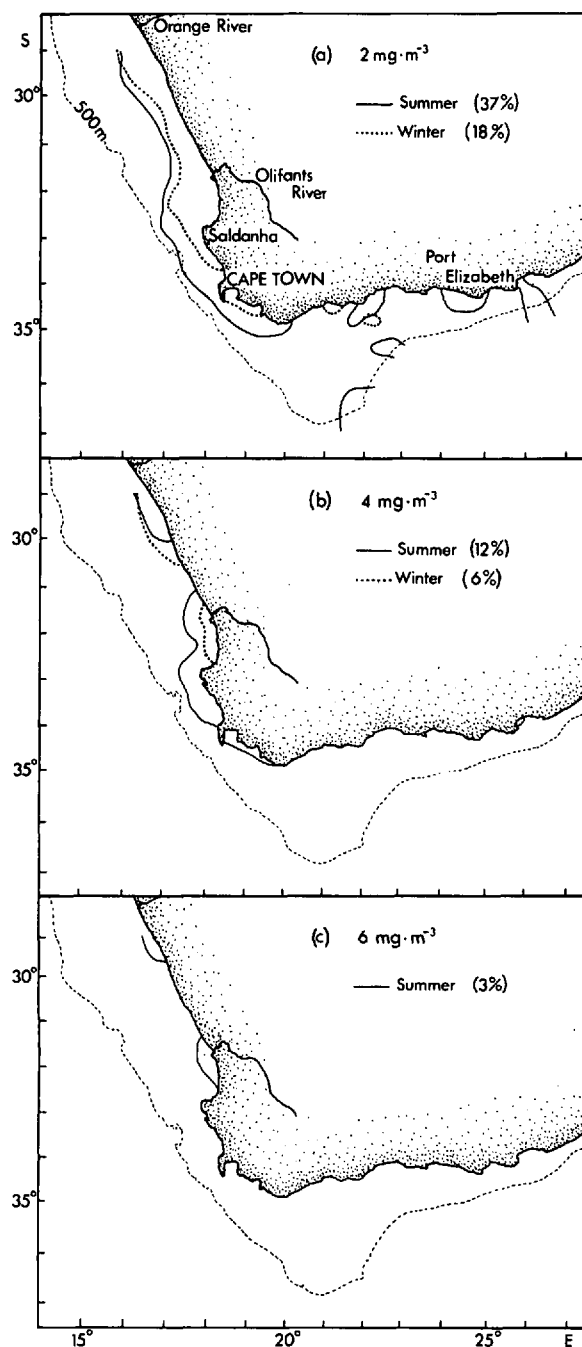 Orange River
S
(a) 2 mg·m⁻³
30°
500m
Summer (37%)
Winter (18%)
Olifants
River
Saldanha
CAPE TOWN
Port
Elizabeth
35°
(b) 4 mg·m⁻³
30°
Summer (12%)
Winter (6%)
35°
(c) 6 mg·m⁻³
30°
Summer (3%)
35°
15° 20° 25° E